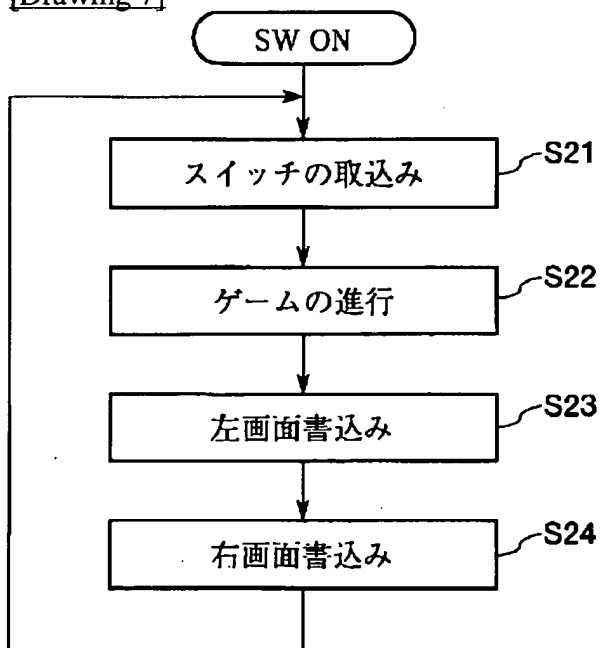 [Drawing 7]
SW ON
スイッチの取込み
S21
ゲームの進行
S22
左画面書込み
S23
右画面書込み
S24